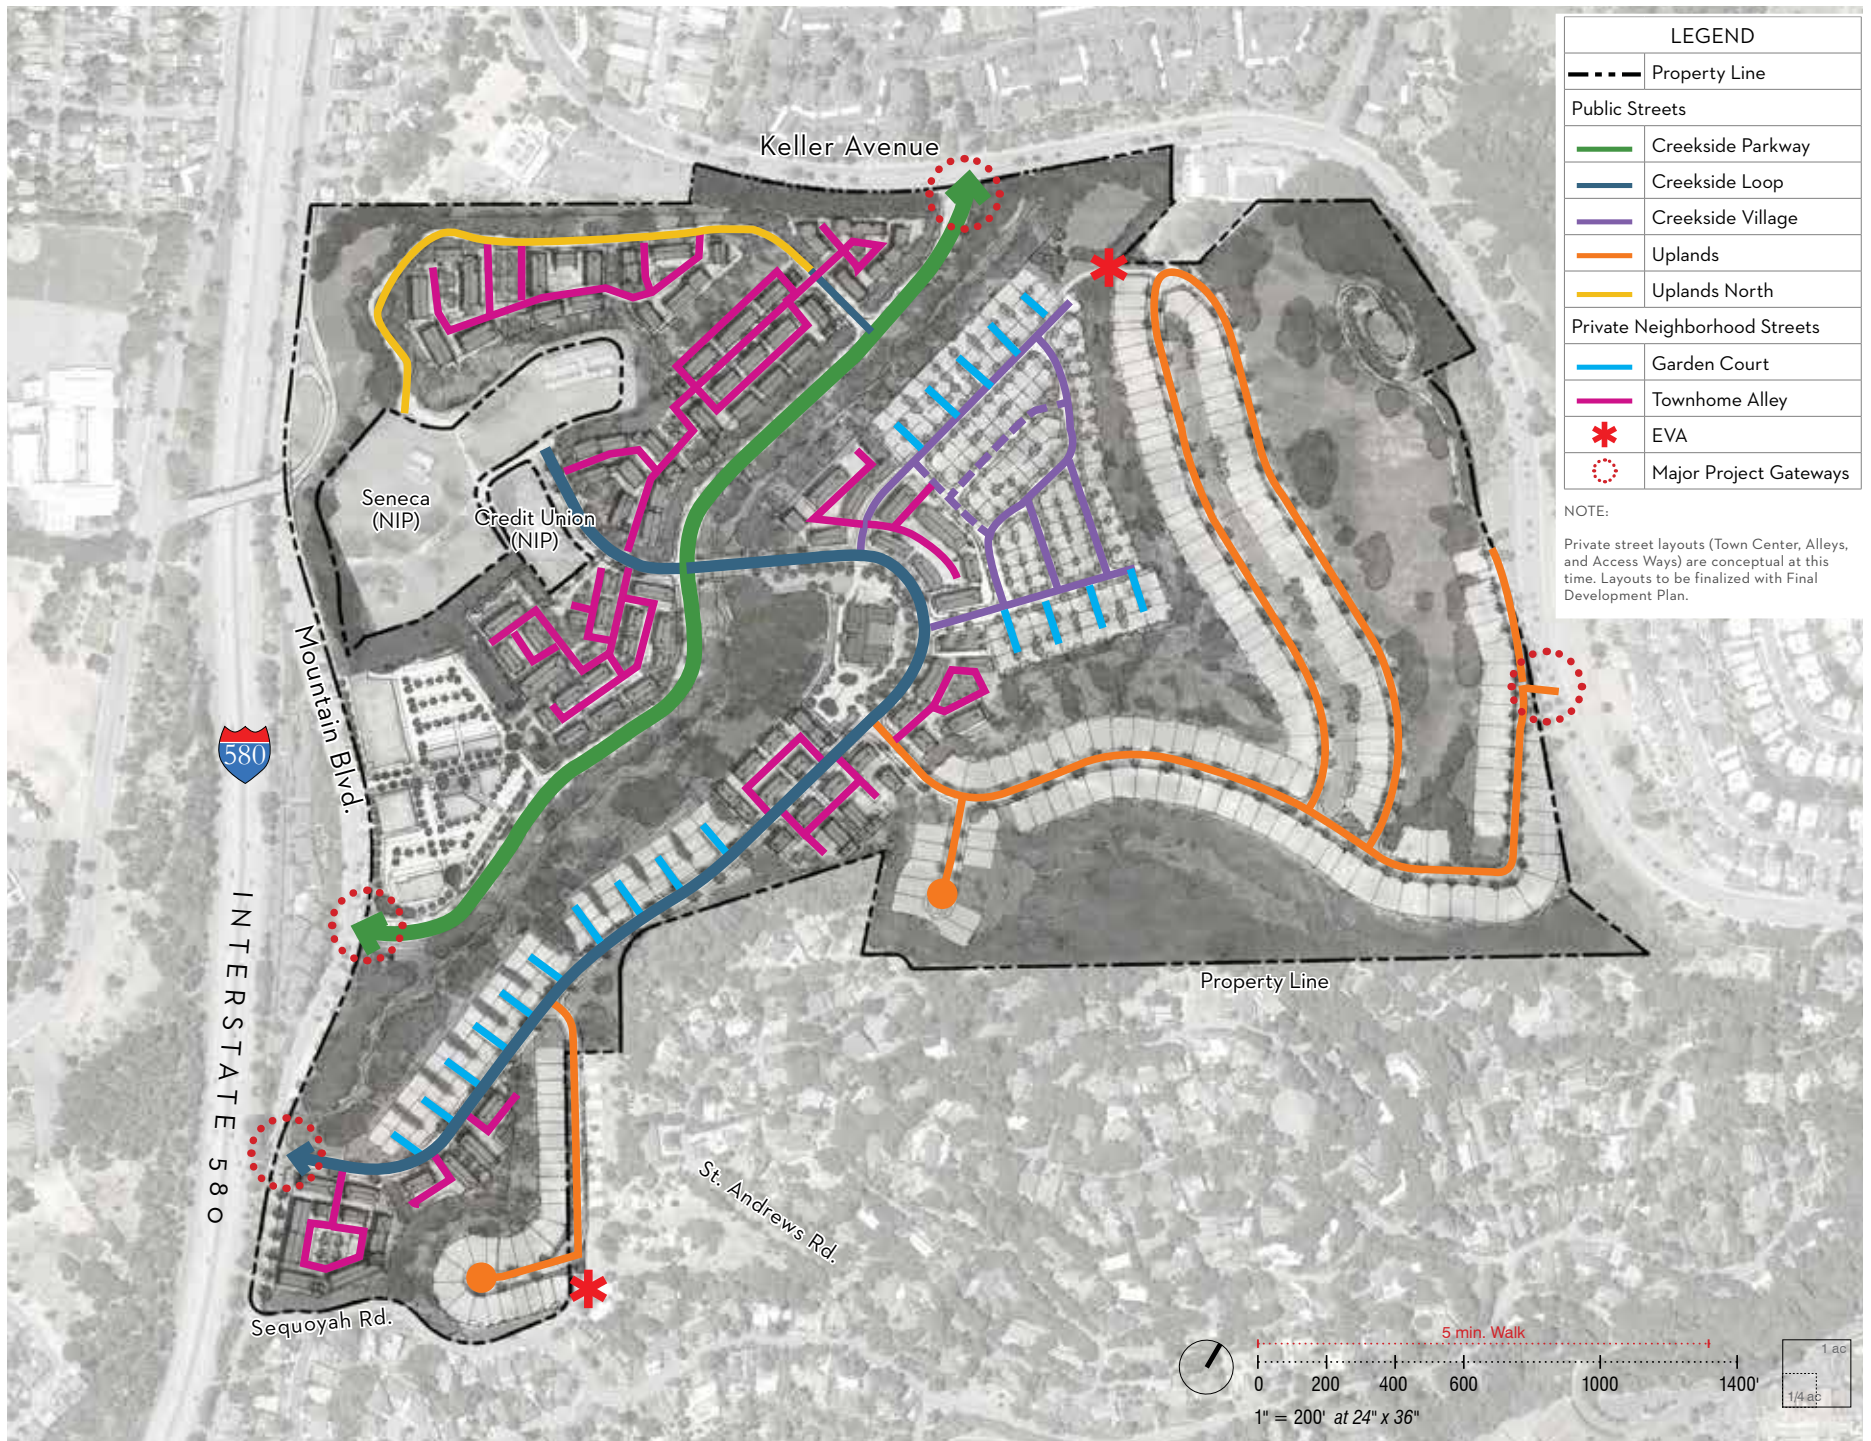 Keller Avenue
LEGEND
Property Line
Public Streets
Creekside Parkway
Creekside Loop
Creekside Village
Uplands
Uplands North
Private Neighborhood Streets
Garden Court
Townhome Alley
EVA
Major Project Gateways
NOTE:
Private street layouts (Town Center, Alleys,
and Access Ways) are conceptual at this
time. Layouts to be finalized with Final
Development Plan.
Seneca
(NIP)
Credit Union
(NIP)
Mountain Blvd.
580
INTERSTATE 580
Property Line
St. Andrews Rd.
Sequoyah Rd.
5 min. Walk
0 200 400 600 1000 1400'
1" = 200' at 24" x 36"
1 ac
1/4 ac